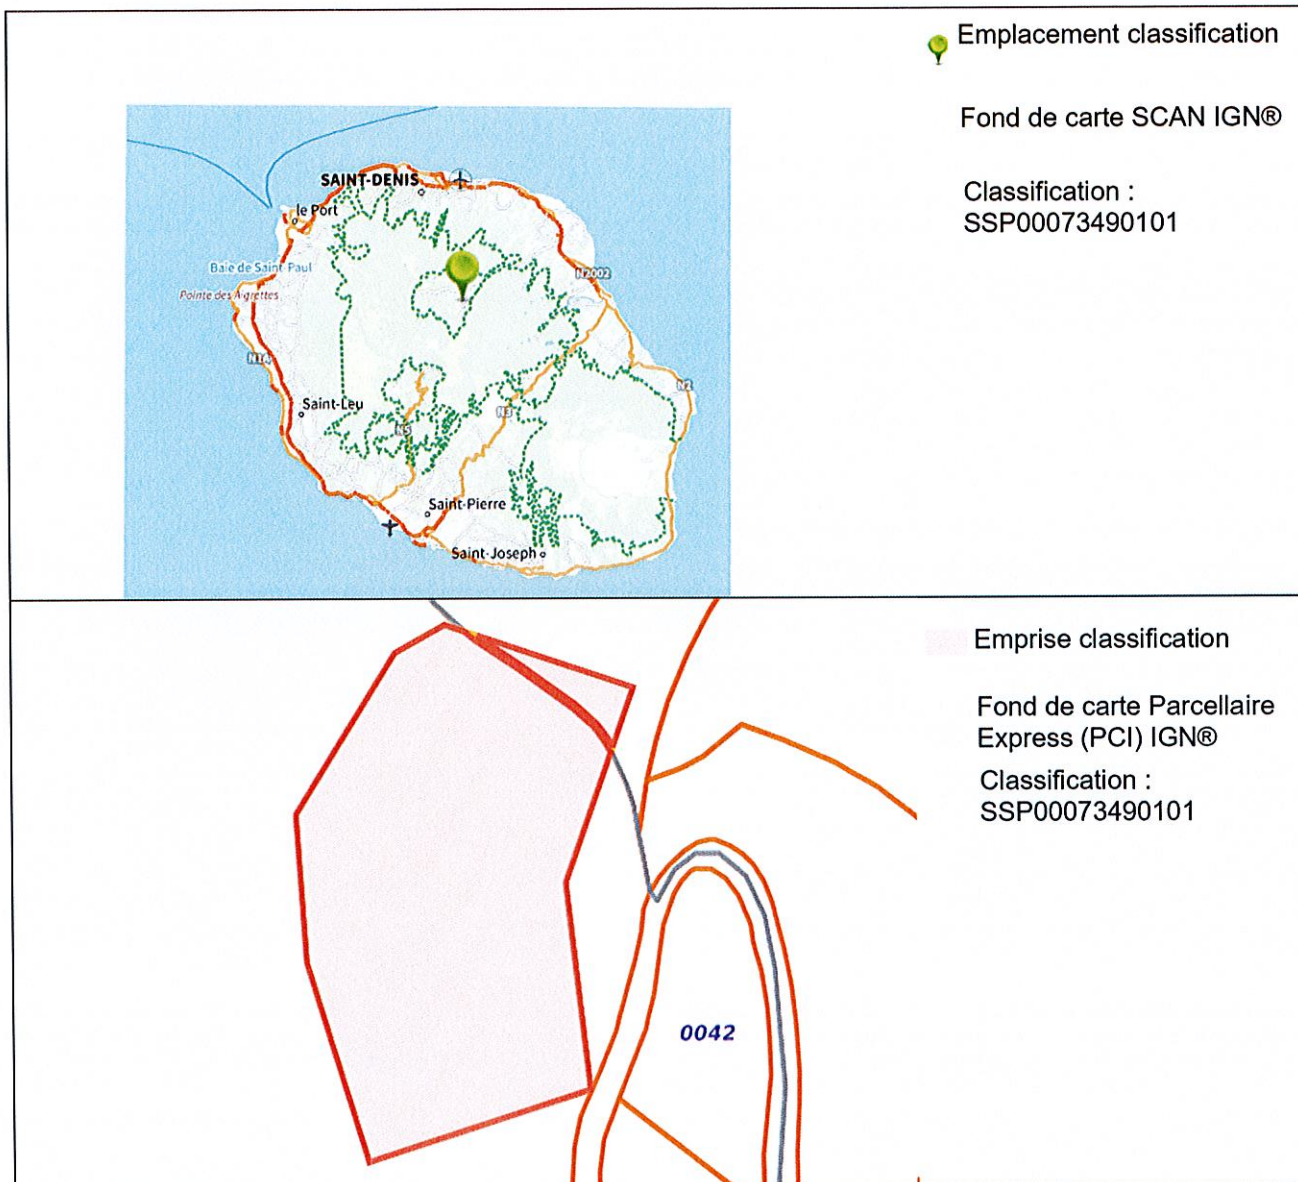 Emplacement classification
Fond de carte SCAN IGN®
Classification :
SSP00073490101
SAINT-DENIS
le Port
Baie de Saint-Paul
Pointe des Aigrettes
N2002
N1A
N2
Saint-Leu
N3
N5
Saint-Pierre
Saint-Joseph
Emprise classification
Fond de carte Parcellaire
Express (PCI) IGN®
Classification :
SSP00073490101
0042